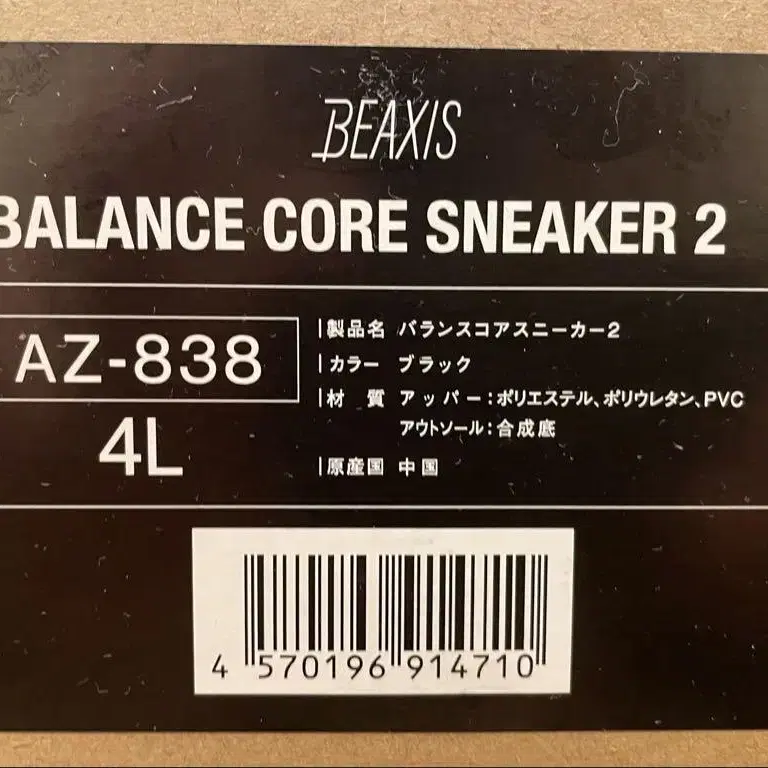 BEAXIS
BALANCE CORE SNEAKER 2
AZ-838
4L
製品名 バランスコアスニーカー2
カラー ブラック
材 質 アッパー:ポリエステル、ポリウレタン、PVC
アウトソール:合成底
原産国 中国
4 570196 914710